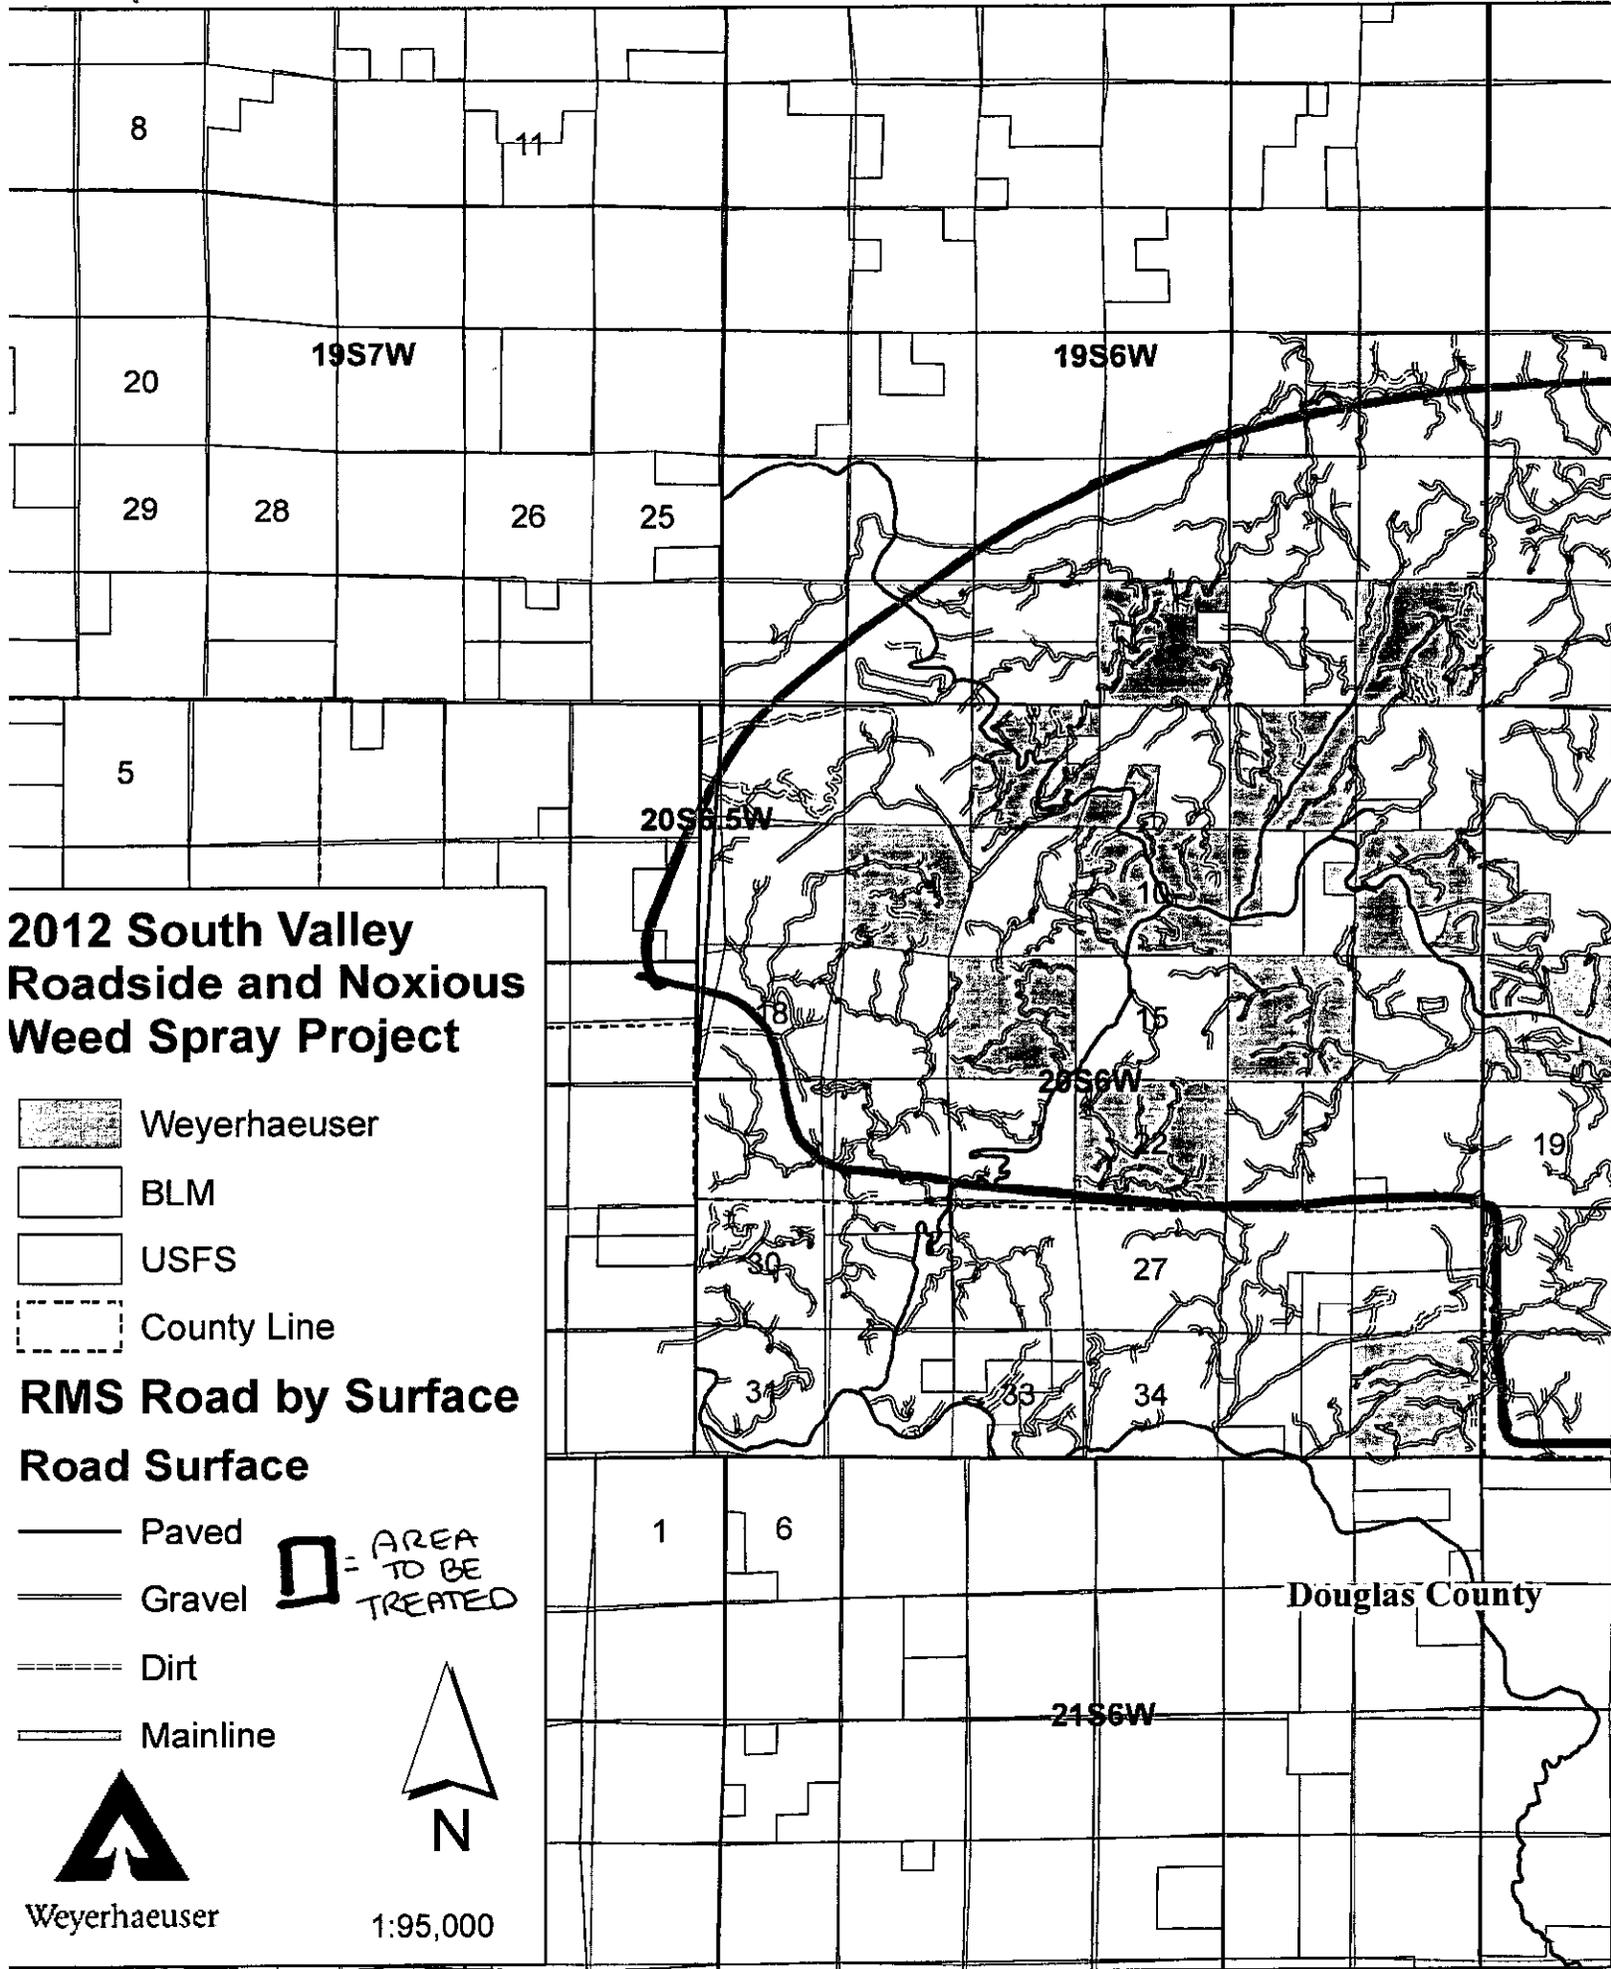 8
11
19S7W
19S6W
20
29
28
26
25
5
20S6.5W
10
2012 South Valley
Roadside and Noxious
Weed Spray Project
18
15
20S6W
Weyerhaeuser
22
19
BLM
USFS
30
27
County Line
RMS Road by Surface
31
33
34
Road Surface
Paved
= AREA
TO BE
TREATED
1
6
Gravel
Douglas County
Dirt
21S6W
Mainline
N
Weyerhaeuser
1:95,000